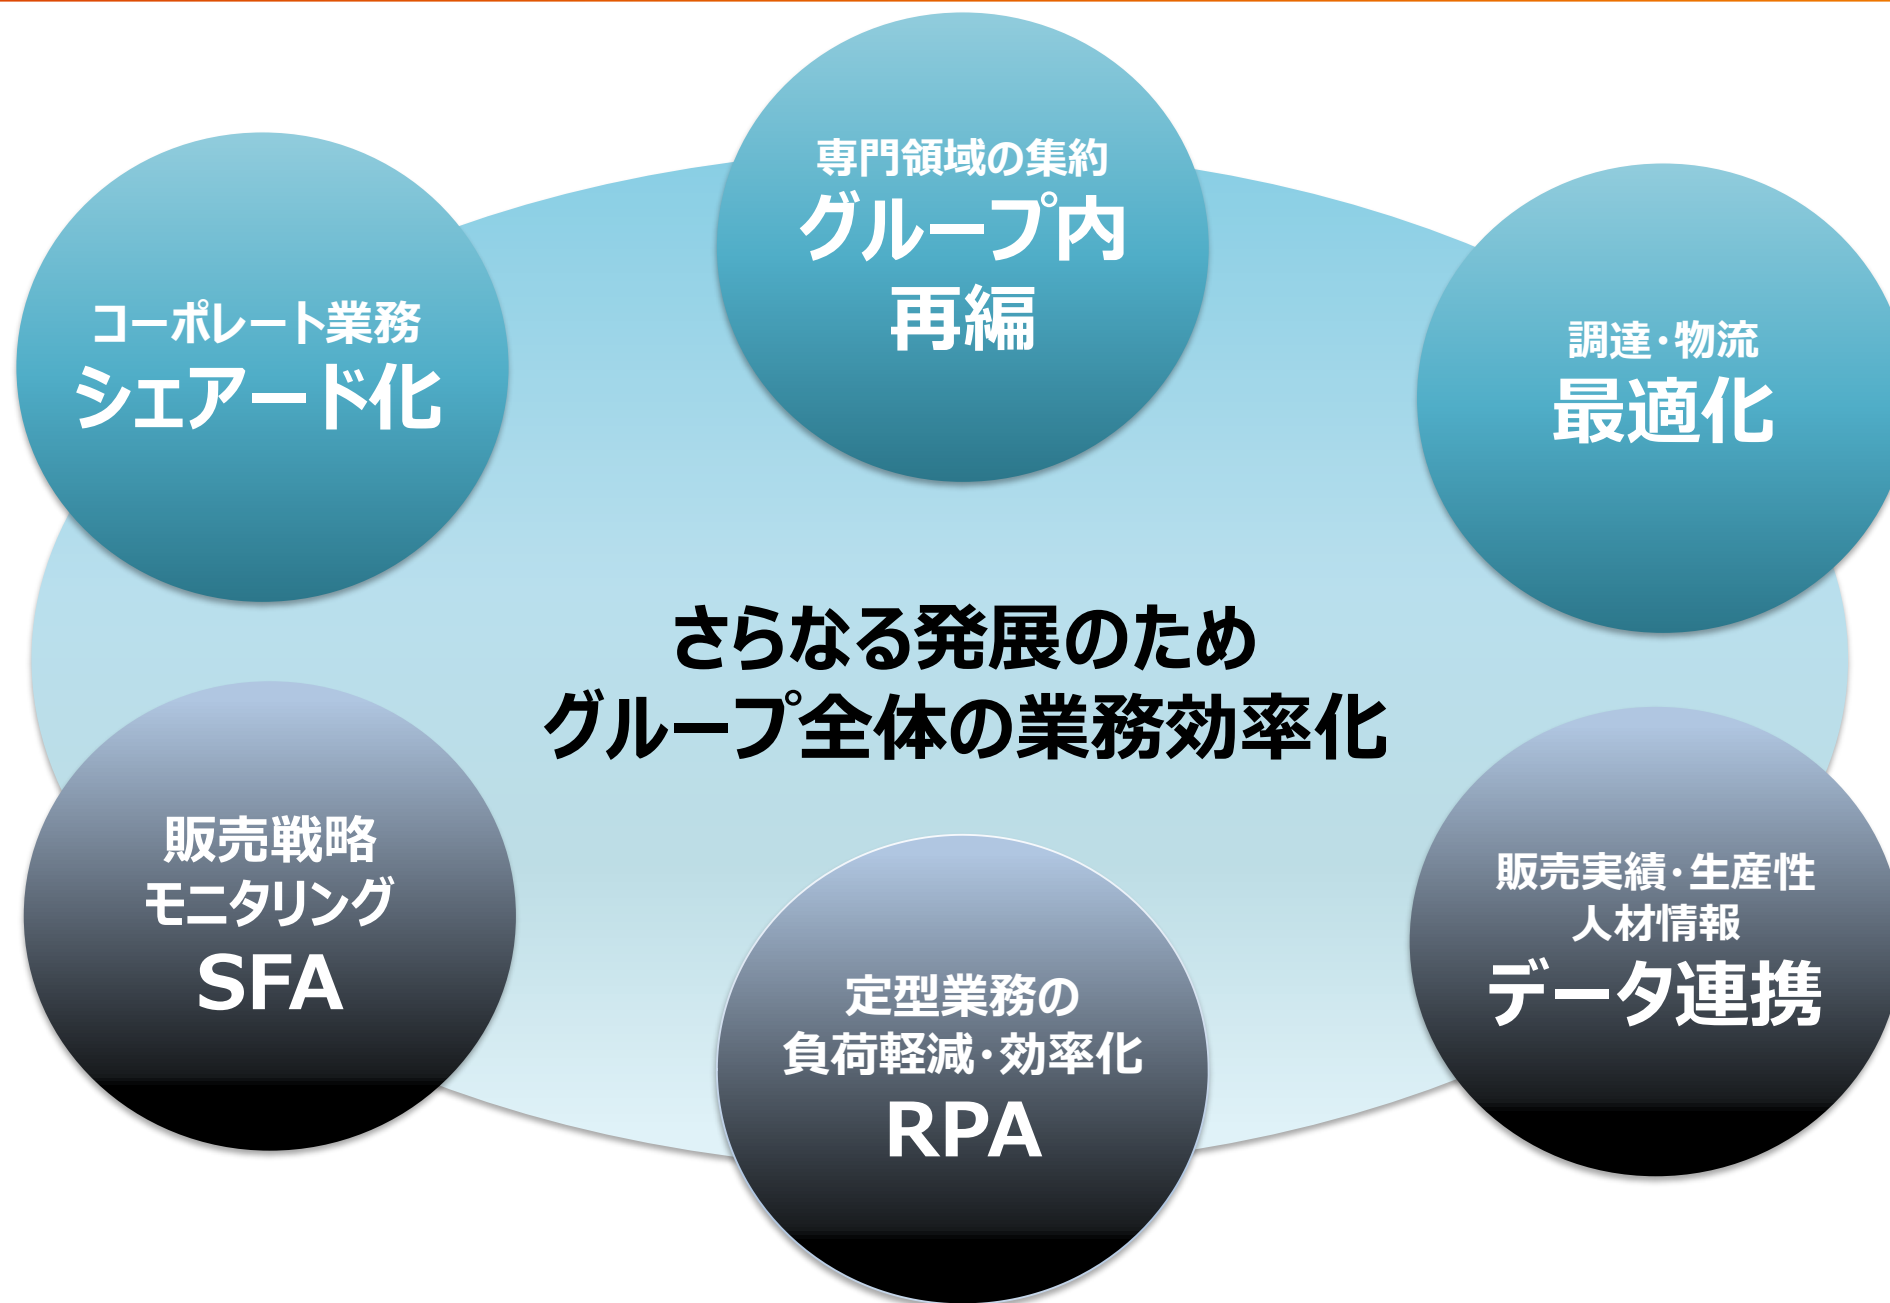 専門領域の集約
グループ内
再編
コーポレート業務
シェアード化
調達・物流
最適化
さらなる発展のため
グループ全体の業務効率化
販売戦略
モニタリング
SFA
定型業務の
負荷軽減・効率化
RPA
販売実績・生産性
人材情報
データ連携